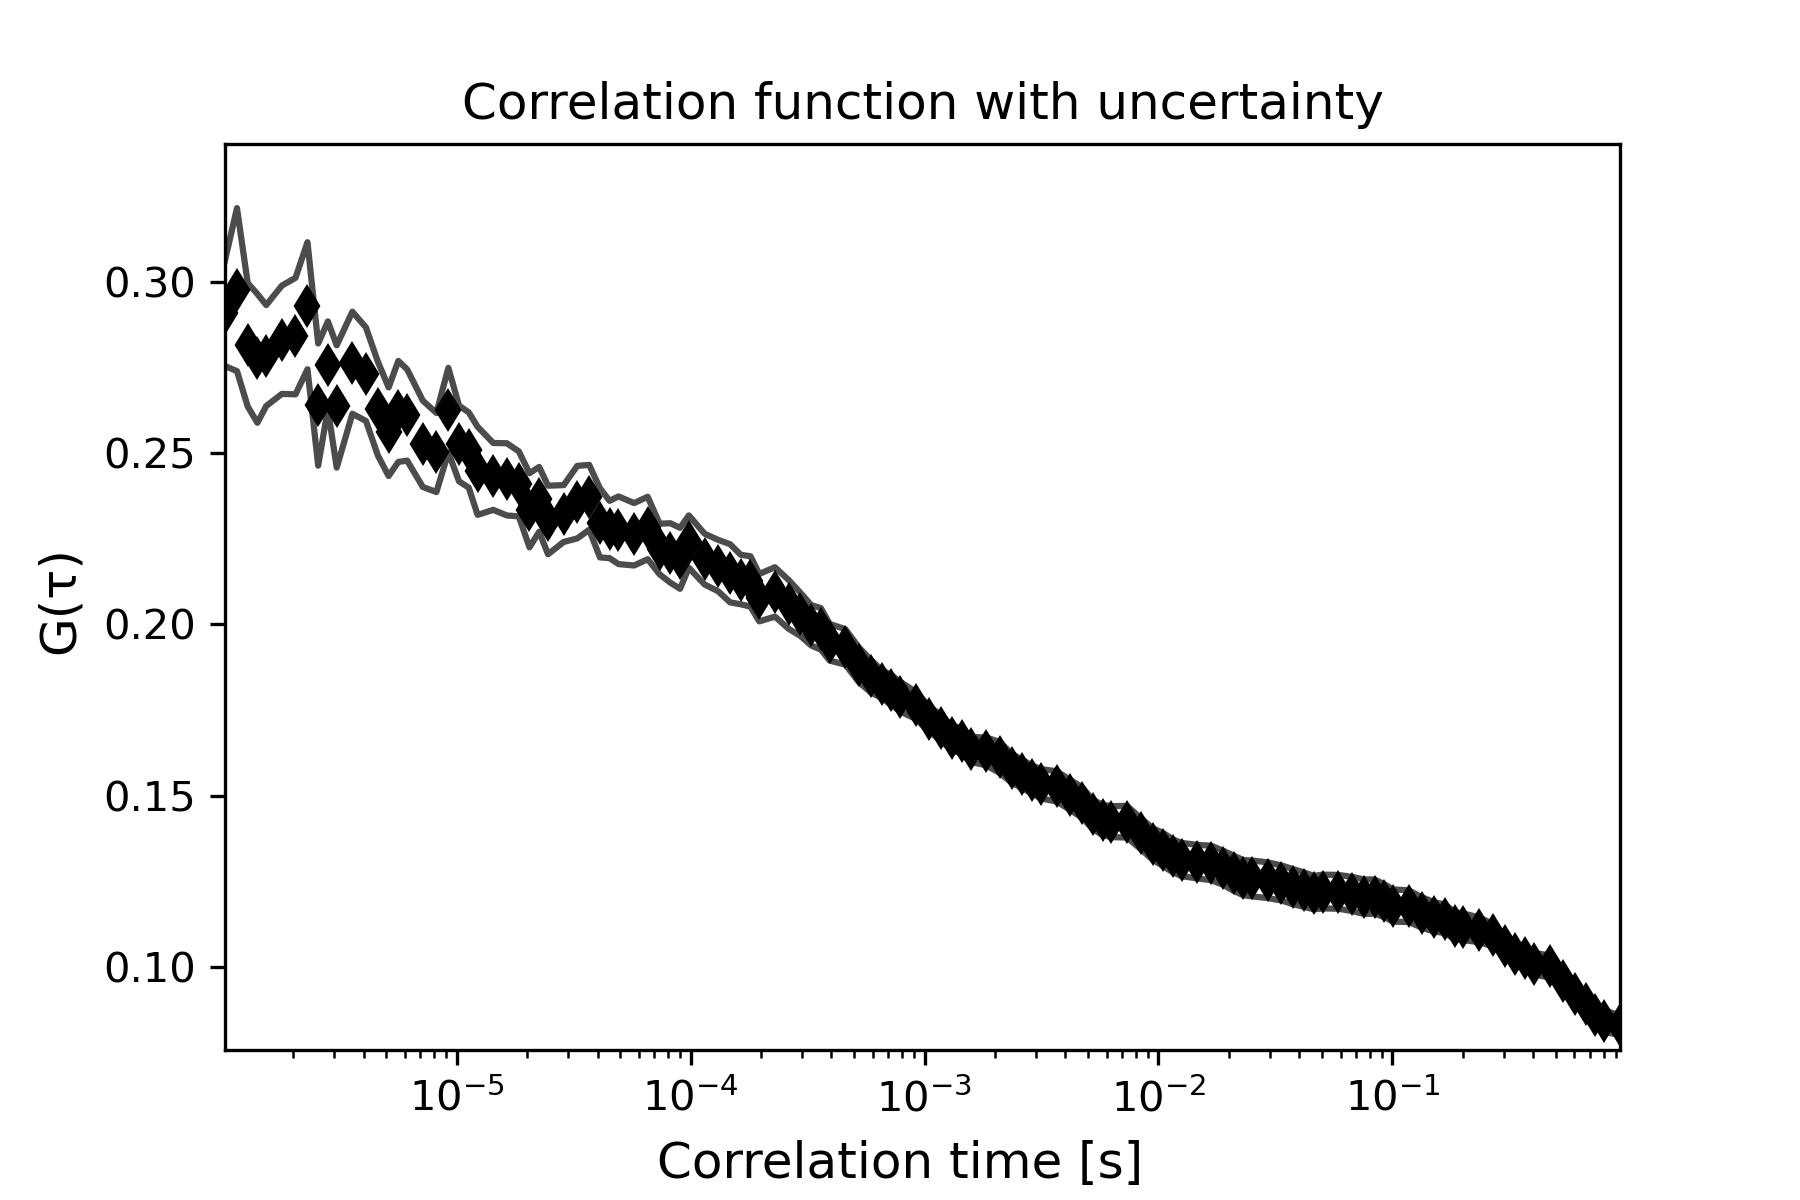 Correlation function with uncertainty
G(τ)
0.30
0.25
0.20
0.15
0.10
10⁻⁵ 10⁻⁴ 10⁻³ 10⁻² 10⁻¹
Correlation time [s]